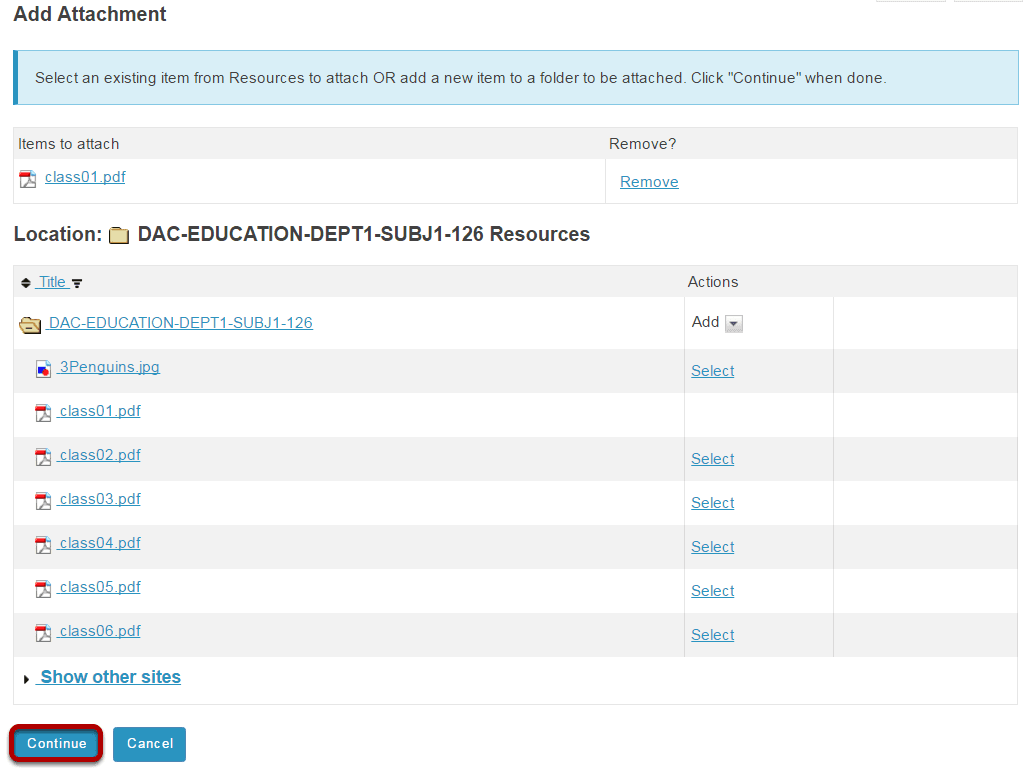 Add Attachment
Select an existing item from Resources to attach OR add a new item to a folder to be attached. Click "Continue" when done.
Items to attach Remove?
class01.pdf Remove
Location: DAC-EDUCATION-DEPT1-SUBJ1-126 Resources
Title Actions
DAC-EDUCATION-DEPT1-SUBJ1-126 Add
3Penguins.jpg Select
class01.pdf
class02.pdf Select
class03.pdf Select
class04.pdf Select
class05.pdf Select
class06.pdf Select
Show other sites
Continue Cancel